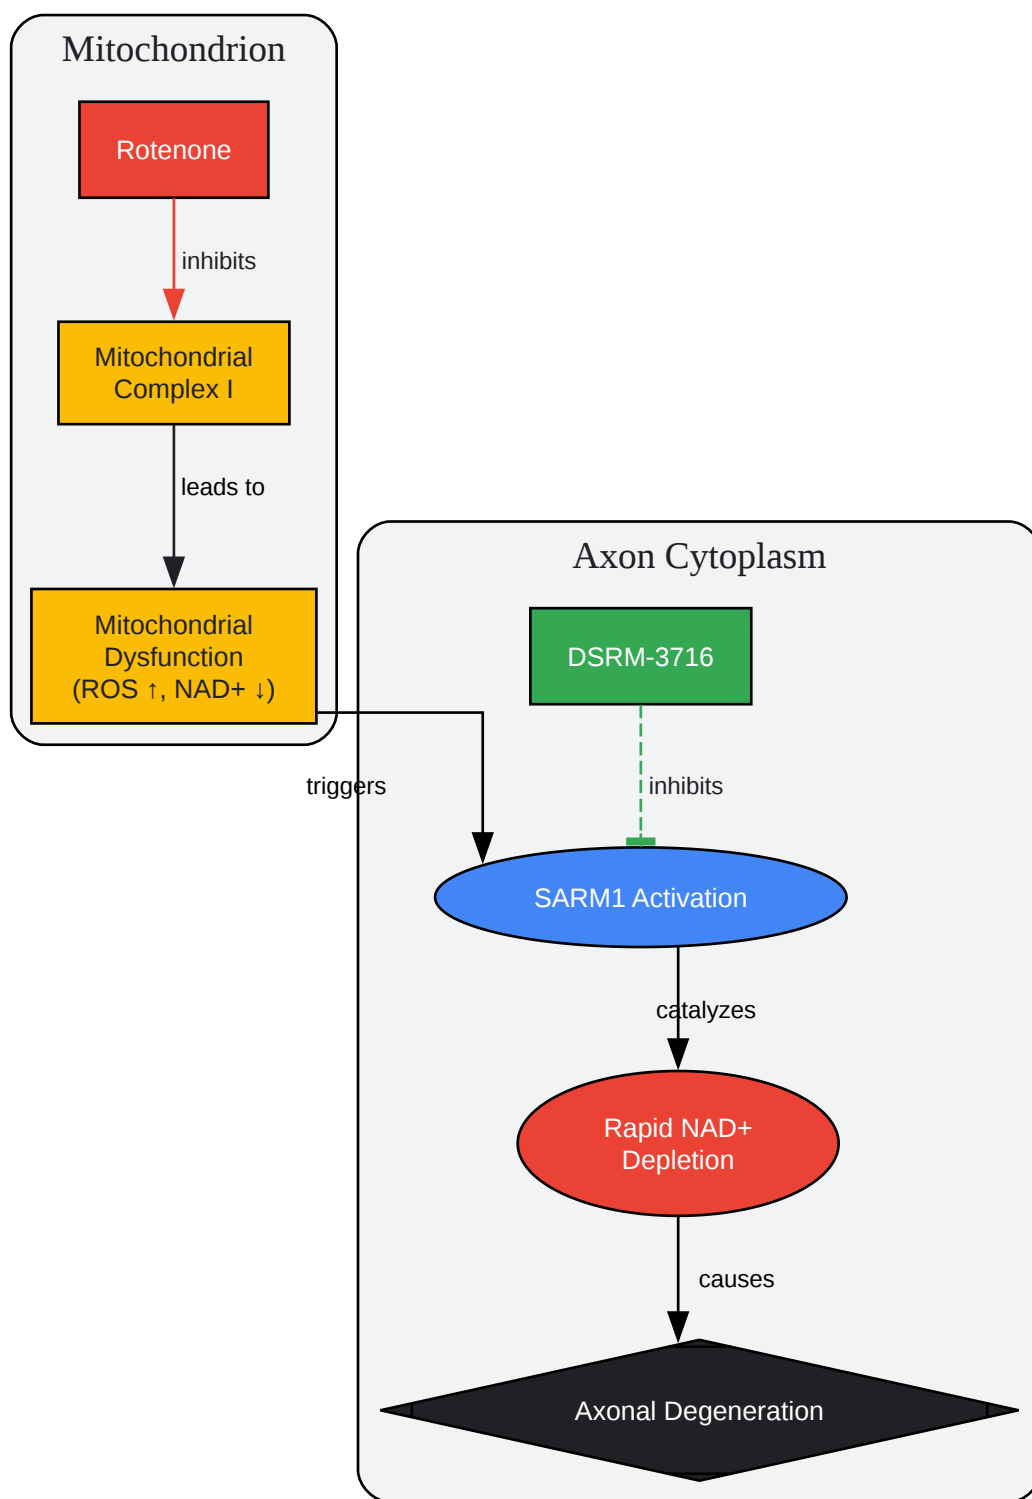 Mitochondrion
Rotenone
inhibits
Mitochondrial
Complex I
leads to
Mitochondrial
Dysfunction
(ROS ↑, NAD+ ↓)
triggers
Axon Cytoplasm
DSRM-3716
inhibits
SARM1 Activation
catalyzes
Rapid NAD+
Depletion
causes
Axonal Degeneration